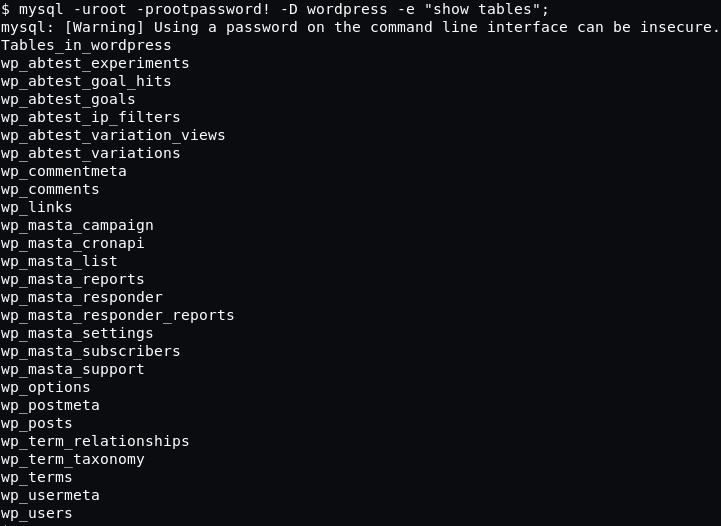 $ mysql -uroot -prootpassword! -D wordpress -e "show tables";
mysql: [Warning] Using a password on the command line interface can be insecure.
Tables_in_wordpress
wp_abtest_experiments
wp_abtest_goal_hits
wp_abtest_goals
wp_abtest_ip_filters
wp_abtest_variation_views
wp_abtest_variations
wp_commentmeta
wp_comments
wp_links
wp_masta_campaign
wp_masta_cronapi
wp_masta_list
wp_masta_reports
wp_masta_responder
wp_masta_responder_reports
wp_masta_settings
wp_masta_subscribers
wp_masta_support
wp_options
wp_postmeta
wp_posts
wp_term_relationships
wp_term_taxonomy
wp_terms
wp_usermeta
wp_users